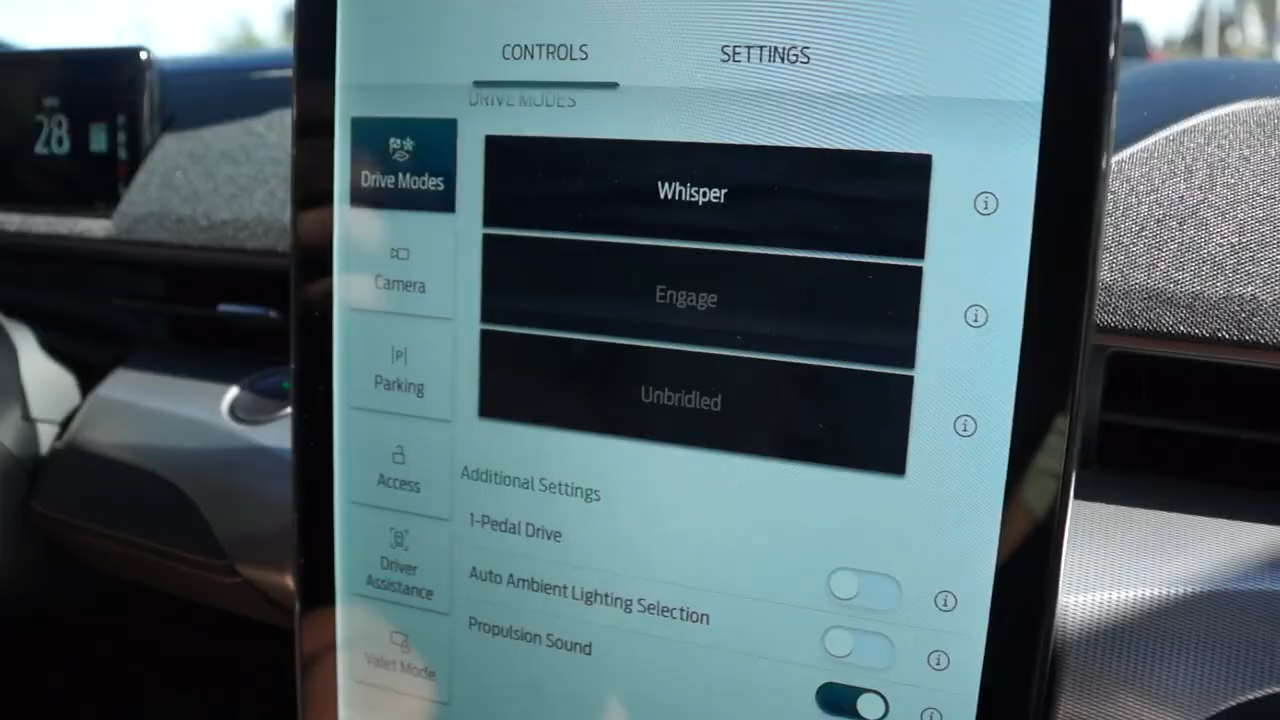 CONTROLS
SETTINGS
DRIVE MODES
28
Drive Modes
Whisper
Camera
Engage
|P|
Parking
Unbridled
Access
Additional Settings
1-Pedal Drive
Driver
Assistance
Auto Ambient Lighting Selection
Propulsion Sound
Valet Mode